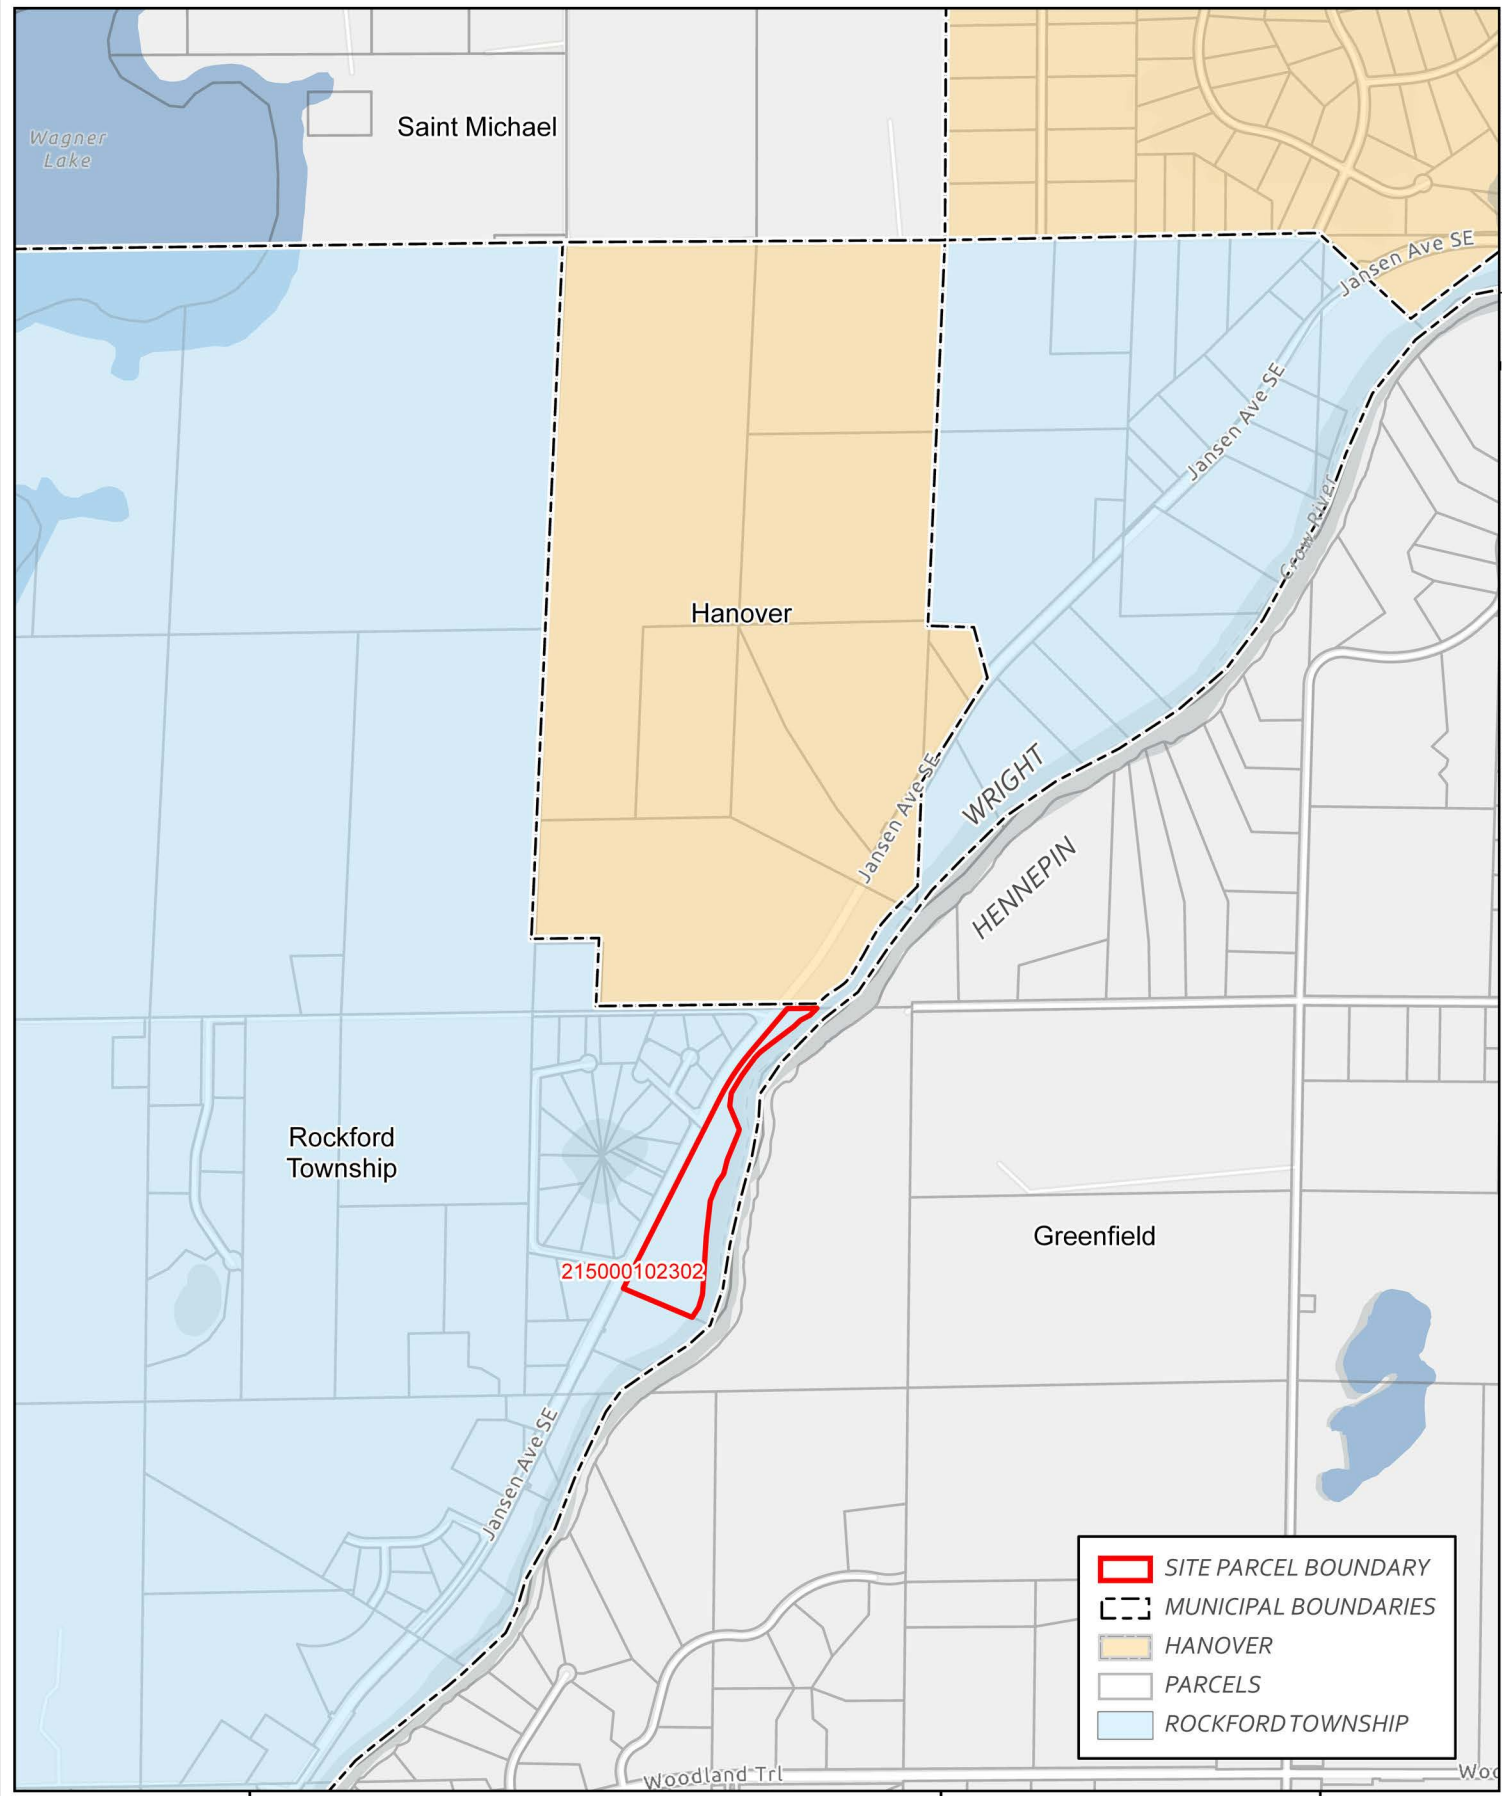 Saint Michael
Wagner
Lake
Jansen Ave SE
Jansen Ave SE
Crow River
Hanover
Jansen Ave SE
WRIGHT
HENNEPIN
Rockford
Township
Greenfield
215000102302
Jansen Ave SE
SITE PARCEL BOUNDARY
MUNICIPAL BOUNDARIES
HANOVER
PARCELS
ROCKFORD TOWNSHIP
Woodland Trl
Woo